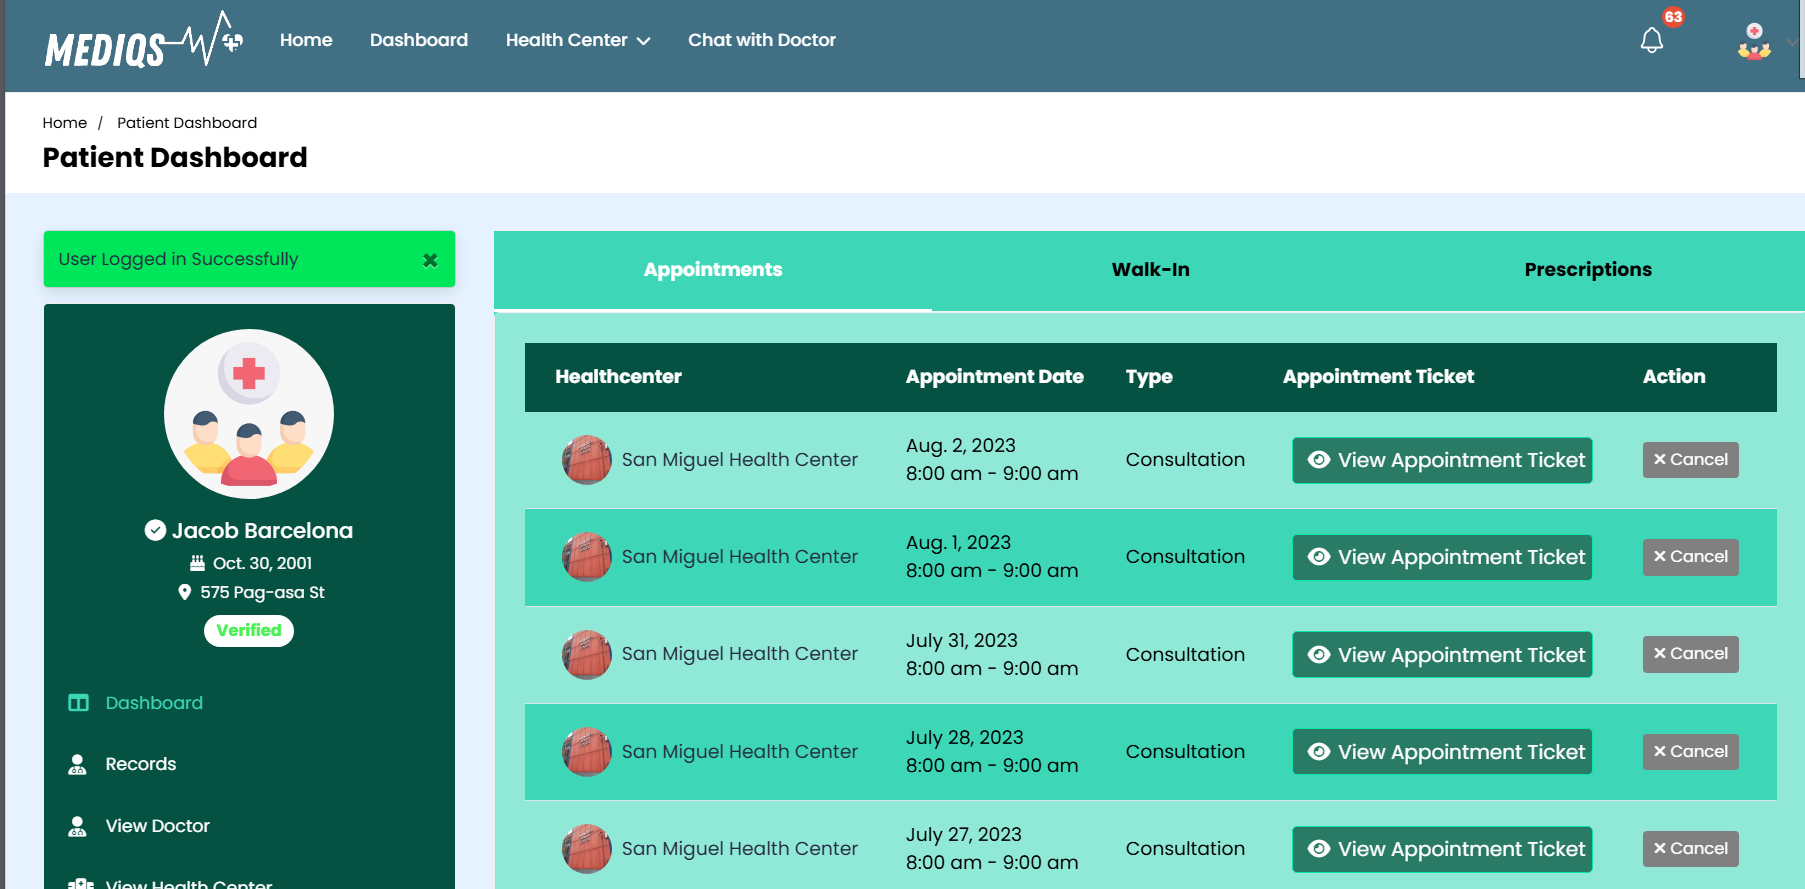 MEDIQS
Home
Dashboard
Health Center
Chat with Doctor
63
Home / Patient Dashboard
Patient Dashboard
User Logged in Successfully
Jacob Barcelona
Oct. 30, 2001
575 Pag-asa St
Verified
Dashboard
Records
View Doctor
View Health Center
Appointments
Walk-In
Prescriptions
Healthcenter
Appointment Date
Type
Appointment Ticket
Action
San Miguel Health Center
Aug. 2, 2023
8:00 am - 9:00 am
Consultation
View Appointment Ticket
Cancel
San Miguel Health Center
Aug. 1, 2023
8:00 am - 9:00 am
Consultation
View Appointment Ticket
Cancel
San Miguel Health Center
July 31, 2023
8:00 am - 9:00 am
Consultation
View Appointment Ticket
Cancel
San Miguel Health Center
July 28, 2023
8:00 am - 9:00 am
Consultation
View Appointment Ticket
Cancel
San Miguel Health Center
July 27, 2023
8:00 am - 9:00 am
Consultation
View Appointment Ticket
Cancel